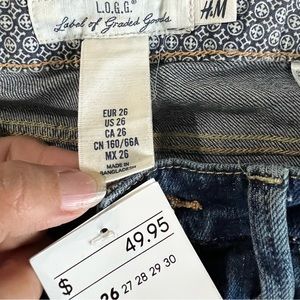 L.O.G.G.®
Label of Graded Goods
H&M
EUR 26
US 26
CA 26
CN 160/66A
MX 26
MADE IN
BANGLADESH
$ 49.95
26 27 28 29 30